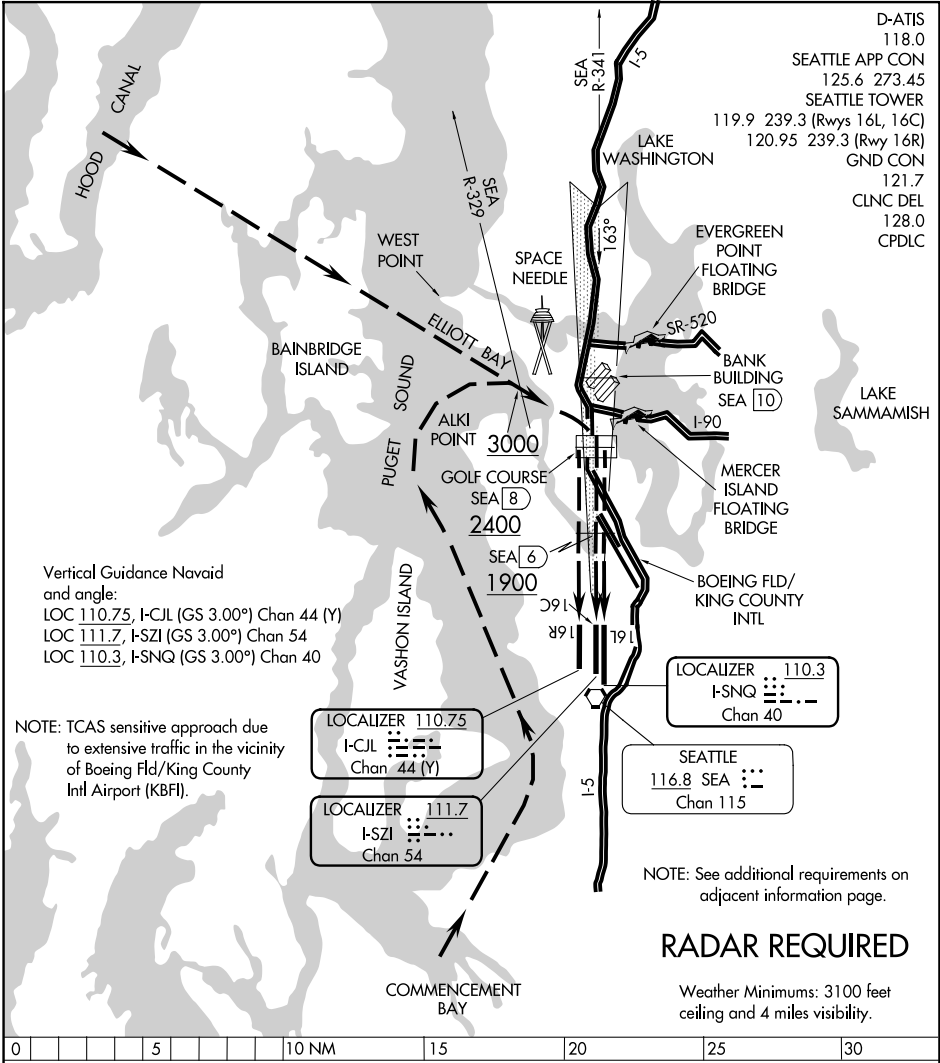 D-ATIS
118.0
SEATTLE APP CON
125.6 273.45
SEATTLE TOWER
119.9 239.3 (Rwys 16L, 16C)
120.95 239.3 (Rwy 16R)
GND CON
121.7
CLNC DEL
128.0
CPDLC
HOOD CANAL
SEA
R-341
I-5
SEA
R-329
LAKE
WASHINGTON
163°
WEST
POINT
SPACE
NEEDLE
EVERGREEN
POINT
FLOATING
BRIDGE
SR-520
ELLIOTT BAY
BAINBRIDGE
ISLAND
BANK
BUILDING
SEA 10
LAKE
SAMMAMISH
PUGET SOUND
ALKI
POINT
3000
I-90
GOLF COURSE
SEA 8
2400
MERCER
ISLAND
FLOATING
BRIDGE
SEA 6
1900
BOEING FLD/
KING COUNTY
INTL
16C
16R
16L
VASHON ISLAND
Vertical Guidance Navaid
and angle:
LOC 110.75, I-CJL (GS 3.00°) Chan 44 (Y)
LOC 111.7, I-SZI (GS 3.00°) Chan 54
LOC 110.3, I-SNQ (GS 3.00°) Chan 40
NOTE: TCAS sensitive approach due
to extensive traffic in the vicinity
of Boeing Fld/King County
Intl Airport (KBFI).
LOCALIZER 110.3
I-SNQ
Chan 40
LOCALIZER 110.75
I-CJL
Chan 44 (Y)
SEATTLE
116.8 SEA
Chan 115
I-5
LOCALIZER 111.7
I-SZI
Chan 54
NOTE: See additional requirements on
adjacent information page.
RADAR REQUIRED
COMMENCEMENT
BAY
Weather Minimums: 3100 feet
ceiling and 4 miles visibility.
0 5 10 NM 15 20 25 30